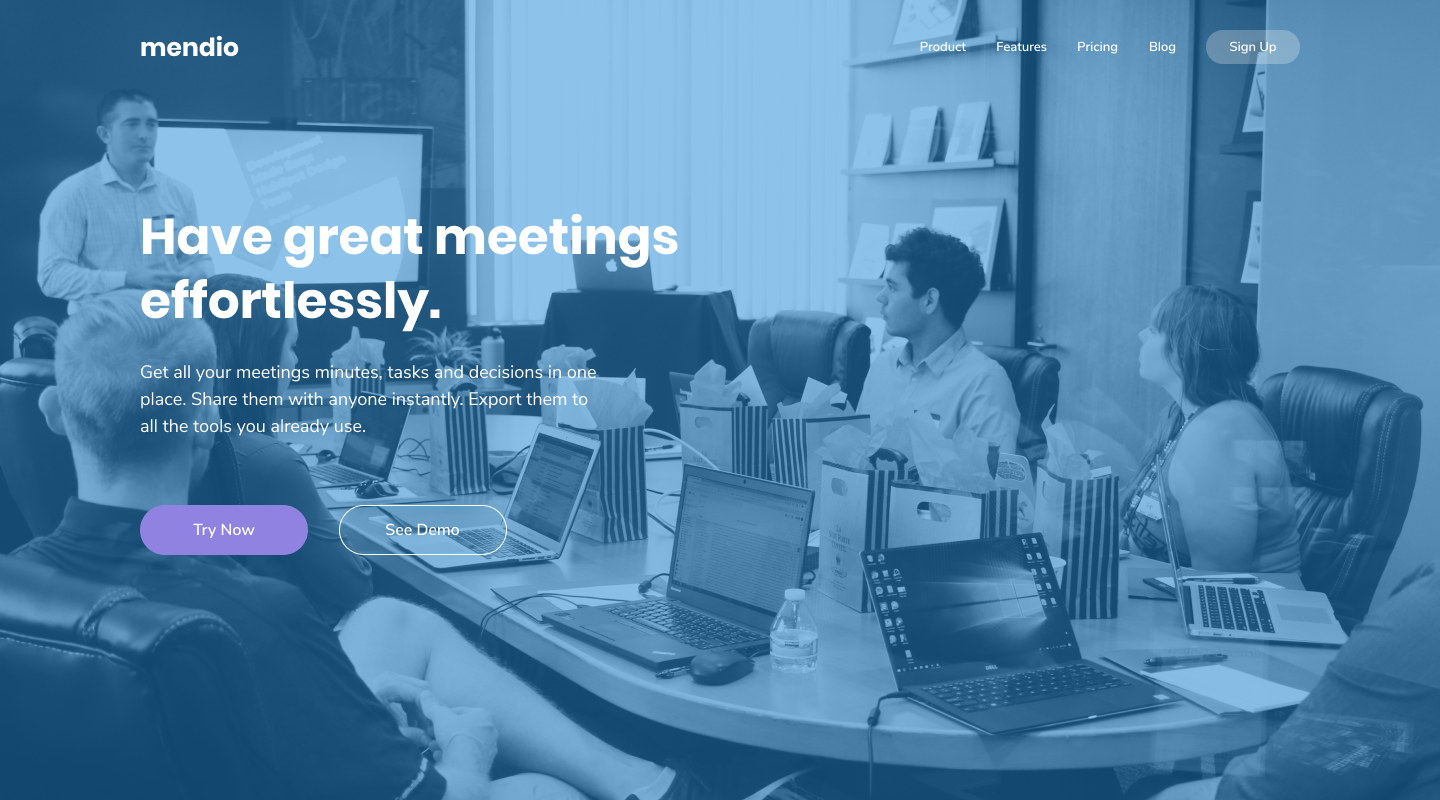 mendio
Product Features Pricing Blog Sign Up
Have great meetings
effortlessly.
Get all your meetings minutes, tasks and decisions in one
place. Share them with anyone instantly. Export them to
all the tools you already use.
Try Now See Demo